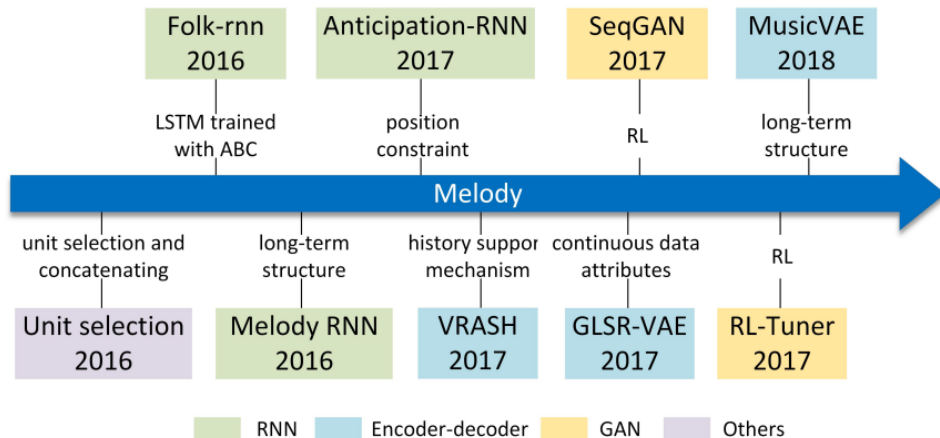 Folk-rnn
2016
Anticipation-RNN
2017
SeqGAN
2017
MusicVAE
2018
LSTM trained
with ABC
position
constraint
RL
long-term
structure
Melody
unit selection and
concatenating
long-term
structure
history suppor
mechanism
continuous data
attributes
RL
Unit selection
2016
Melody RNN
2016
VRASH
2017
GLSR-VAE
2017
RL-Tuner
2017
RNN
Encoder-decoder
GAN
Others